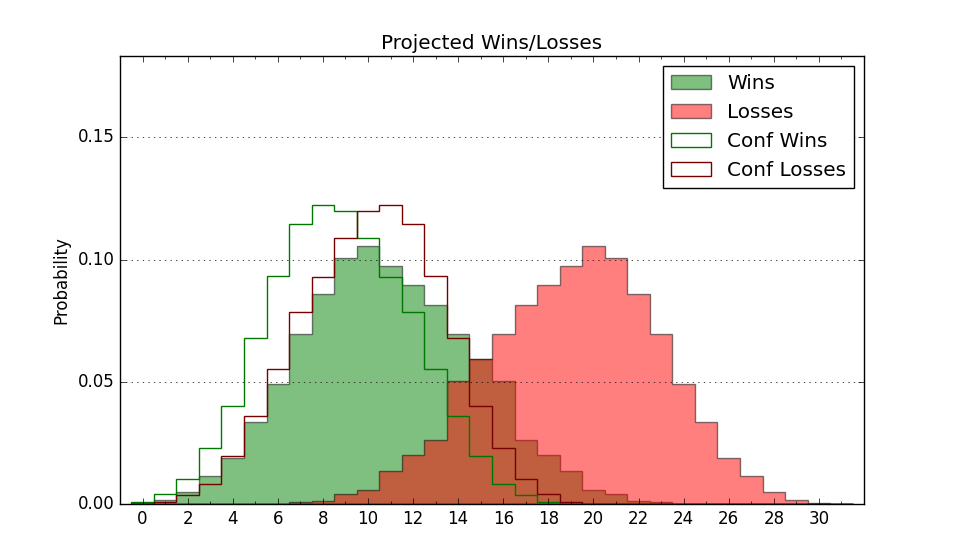 Projected Wins/Losses
Wins
Losses
Conf Wins
Conf Losses
Probability
0.15
0.10
0.05
0.00
0 2 4 6 8 10 12 14 16 18 20 22 24 26 28 30